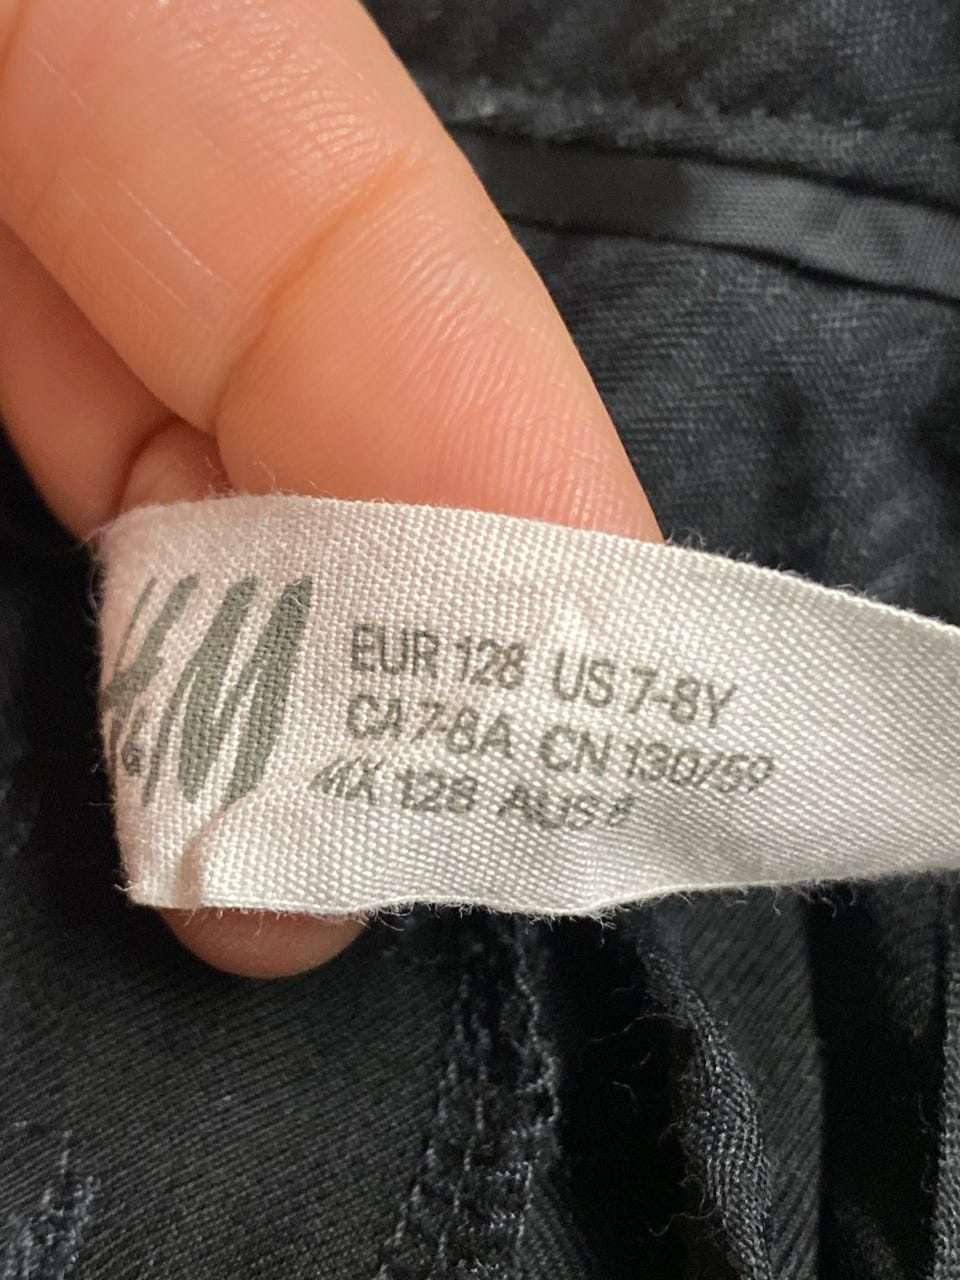 H&M
EUR 128 US 7-8Y
CA 7-8A CN 130/59
MX 128 AUS 8